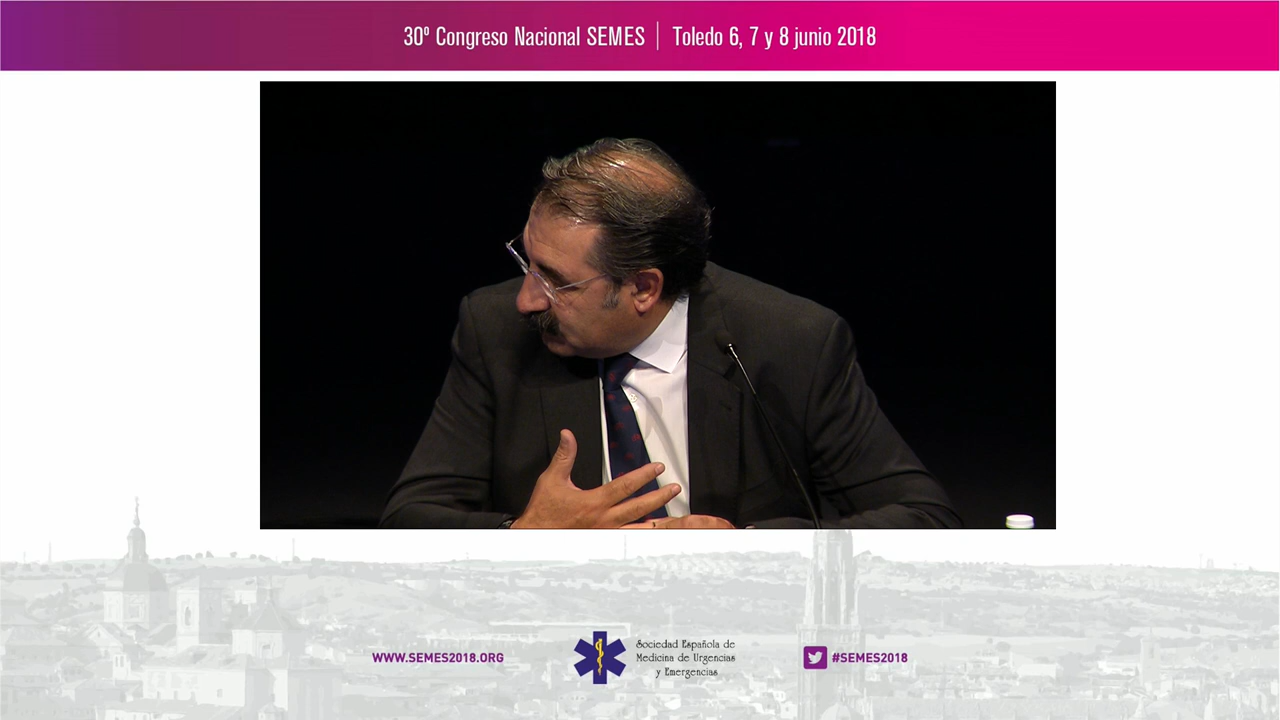 30º Congreso Nacional SEMES | Toledo 6, 7 y 8 junio 2018
WWW.SEMES2018.ORG
Sociedad Española de
Medicina de Urgencias
y Emergencias
#SEMES2018